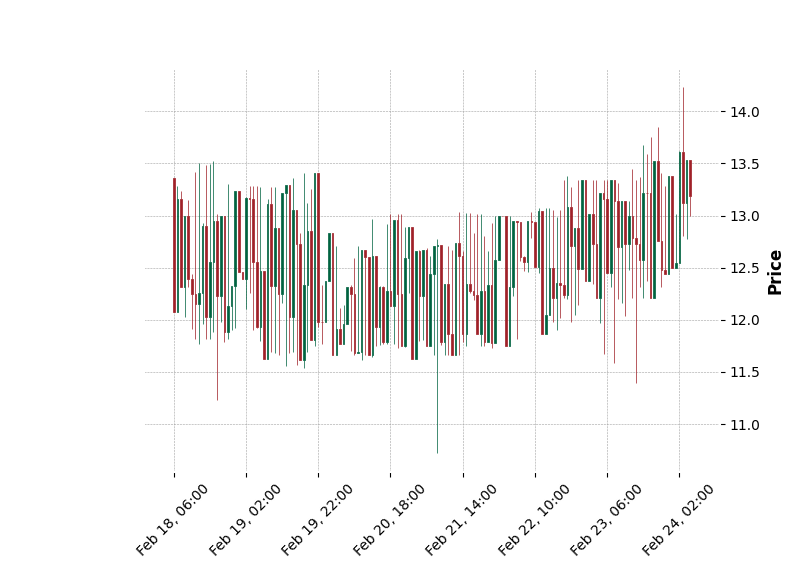 14.0
13.5
13.0
12.5
12.0
11.5
11.0
Price
Feb 18, 06:00
Feb 19, 02:00
Feb 19, 22:00
Feb 20, 18:00
Feb 21, 14:00
Feb 22, 10:00
Feb 23, 06:00
Feb 24, 02:00